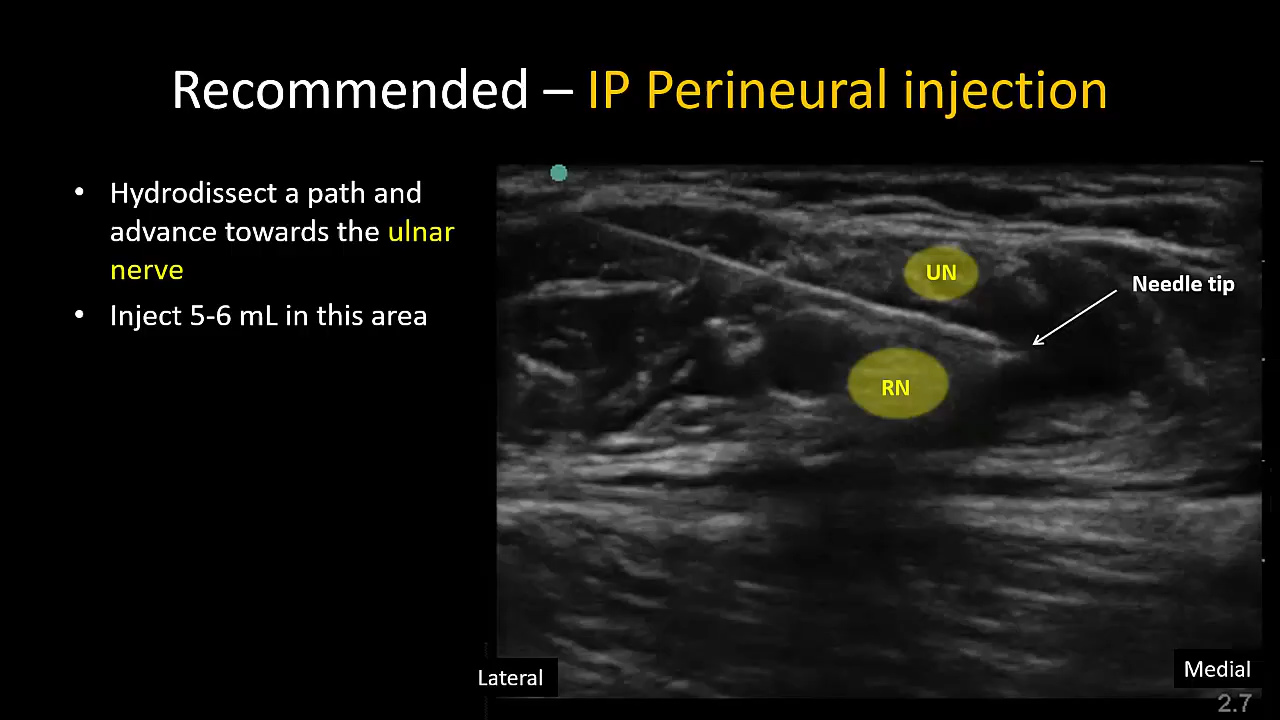 Recommended – IP Perineural injection
• Hydrodissect a path and
advance towards the ulnar
nerve
• Inject 5-6 mL in this area
UN
Needle tip
RN
Lateral
Medial
2.7